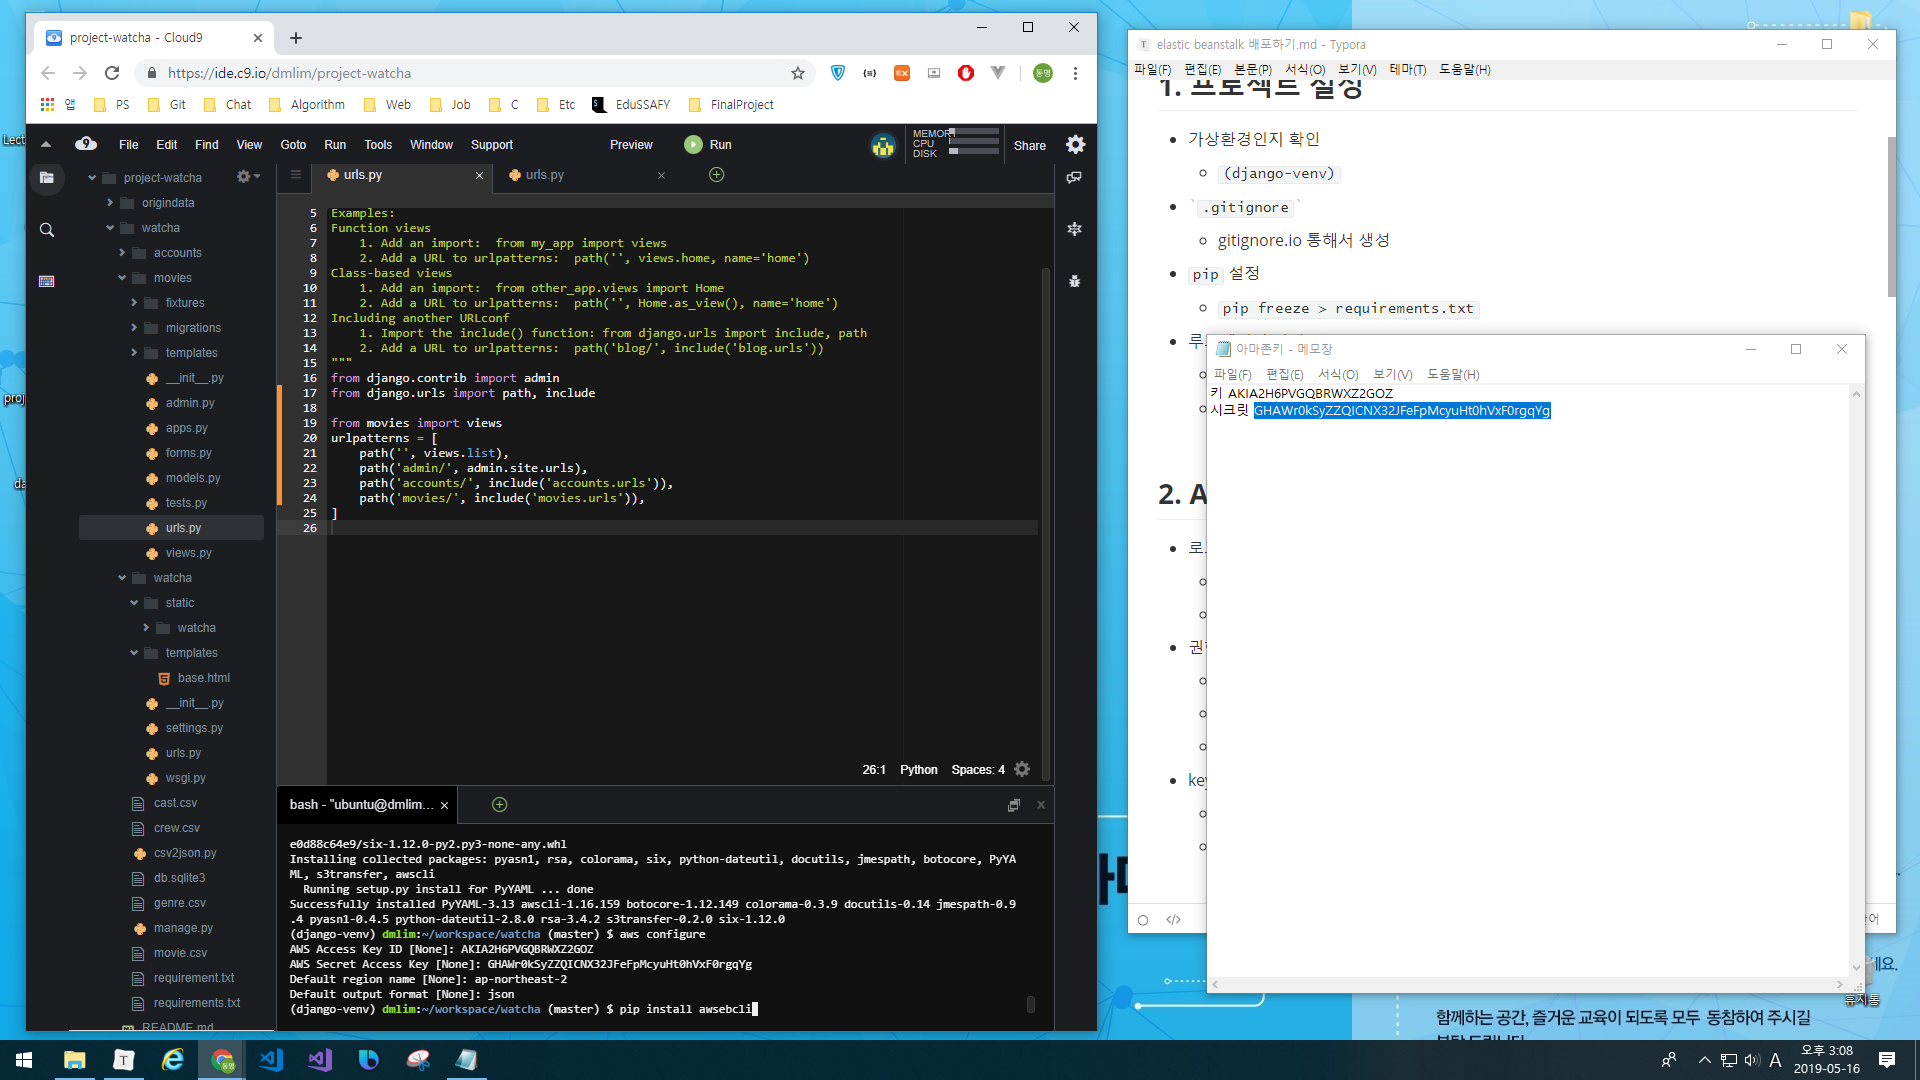 project-watcha - Cloud9
https://ide.c9.io/dmlim/project-watcha
앱 PS Git Chat Algorithm Web Job C Etc EduSSAFY FinalProject
File Edit Find View Goto Run Tools Window Support Preview Run MEMORY CPU DISK Share
project-watcha
origindata
watcha
accounts
movies
fixtures
migrations
templates
__init__.py
admin.py
apps.py
forms.py
models.py
tests.py
urls.py
views.py
watcha
static
watcha
templates
base.html
__init__.py
settings.py
urls.py
wsgi.py
cast.csv
crew.csv
csv2json.py
db.sqlite3
genre.csv
manage.py
movie.csv
requirement.txt
requirements.txt
README.md
urls.py urls.py
5 Examples:
6 Function views
7     1. Add an import:  from my_app import views
8     2. Add a URL to urlpatterns:  path('', views.home, name='home')
9 Class-based views
10     1. Add an import:  from other_app.views import Home
11     2. Add a URL to urlpatterns:  path('', Home.as_view(), name='home')
12 Including another URLconf
13     1. Import the include() function: from django.urls import include, path
14     2. Add a URL to urlpatterns:  path('blog/', include('blog.urls'))
15 """
16 from django.contrib import admin
17 from django.urls import path, include
18
19 from movies import views
20 urlpatterns = [
21     path('', views.list),
22     path('admin/', admin.site.urls),
23     path('accounts/', include('accounts.urls')),
24     path('movies/', include('movies.urls')),
25 ]
26
26:1 Python Spaces: 4
bash - "ubuntu@dmlim...
e0d88c64e9/six-1.12.0-py2.py3-none-any.whl
Installing collected packages: pyasn1, rsa, colorama, six, python-dateutil, docutils, jmespath, botocore, PyYA
ML, s3transfer, awscli
  Running setup.py install for PyYAML ... done
Successfully installed PyYAML-3.13 awscli-1.16.159 botocore-1.12.149 colorama-0.3.9 docutils-0.14 jmespath-0.9
.4 pyasn1-0.4.5 python-dateutil-2.8.0 rsa-3.4.2 s3transfer-0.2.0 six-1.12.0
(django-venv) dmlim:~/workspace/watcha (master) $ aws configure
AWS Access Key ID [None]:
AWS Secret Access Key [None]:
Default region name [None]: ap-northeast-2
Default output format [None]: json
(django-venv) dmlim:~/workspace/watcha (master) $ pip install awsebcli
elastic beanstalk 배포하기.md - Typora
파일(F) 편집(E) 본문(P) 서식(O) 보기(V) 테마(T) 도움말(H)
1. 프로젝트 설정
가상환경인지 확인
(django-venv)
`.gitignore`
gitignore.io 통해서 생성
pip 설정
pip freeze > requirements.txt
루
2. A
로
권
key
아마존키 - 메모장
파일(F) 편집(E) 서식(O) 보기(V) 도움말(H)
키
시크릿
휴지통
함께하는 공간, 즐거운 교육이 되도록 모두 동참하여 주시길
오후 3:08
2019-05-16